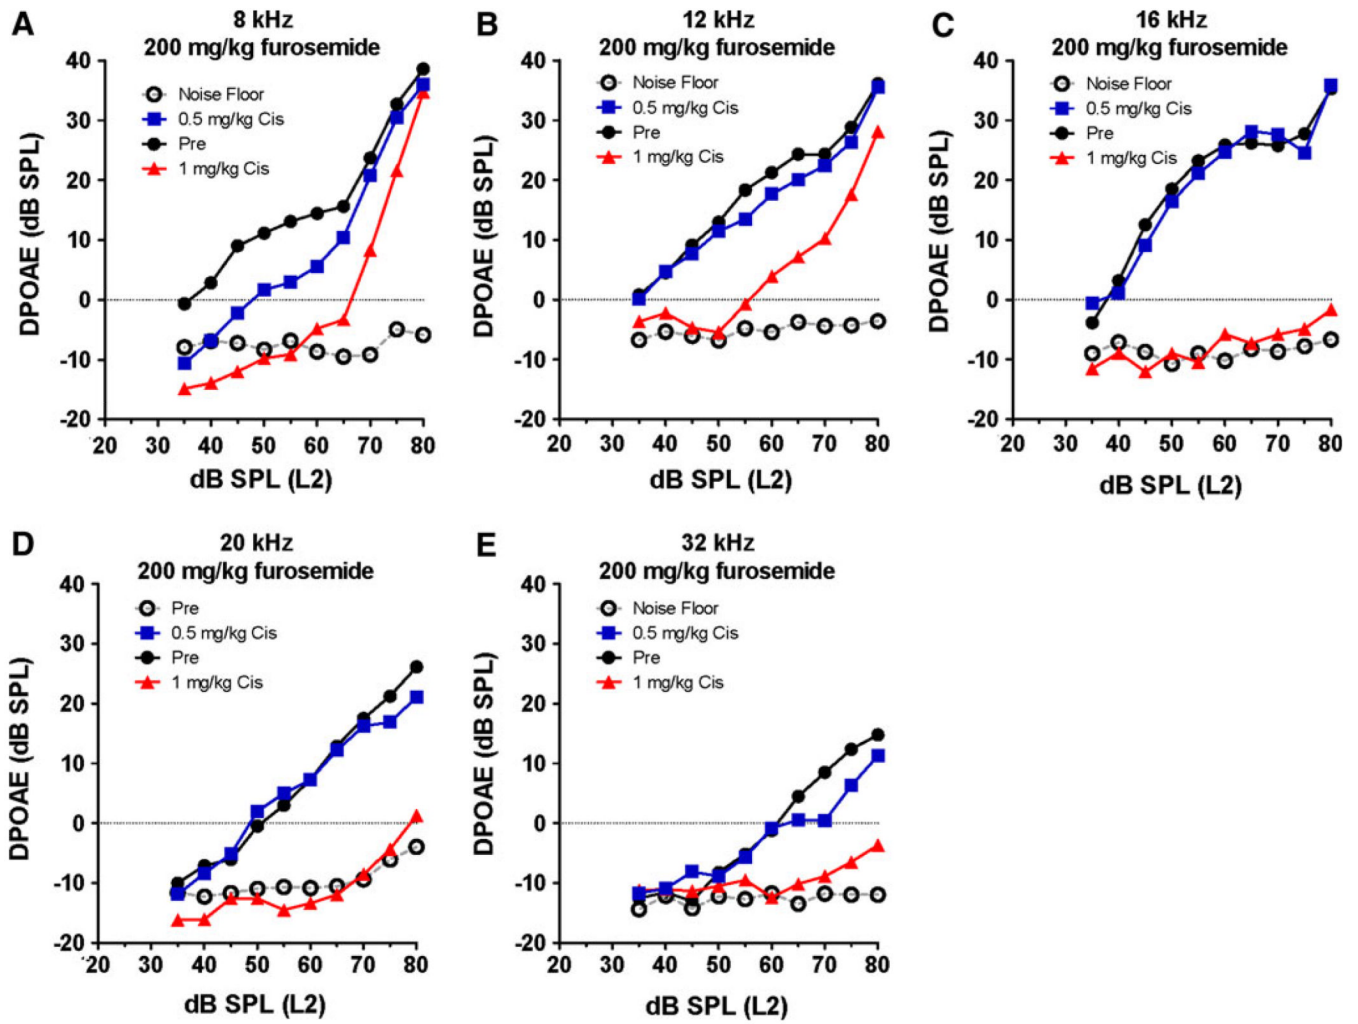 A
8 kHz
200 mg/kg furosemide
DPOAE (dB SPL)
40
30
20
10
0
-10
-20
Noise Floor
0.5 mg/kg Cis
Pre
1 mg/kg Cis
20 30 40 50 60 70 80
dB SPL (L2)
B
12 kHz
200 mg/kg furosemide
DPOAE (dB SPL)
40
30
20
10
0
-10
-20
Noise Floor
0.5 mg/kg Cis
Pre
1 mg/kg Cis
20 30 40 50 60 70 80
dB SPL (L2)
C
16 kHz
200 mg/kg furosemide
DPOAE (dB SPL)
40
30
20
10
0
-10
-20
Noise Floor
0.5 mg/kg Cis
Pre
1 mg/kg Cis
20 30 40 50 60 70 80
dB SPL (L2)
D
20 kHz
200 mg/kg furosemide
DPOAE (dB SPL)
40
30
20
10
0
-10
-20
Pre
0.5 mg/kg Cis
Pre
1 mg/kg Cis
20 30 40 50 60 70 80
dB SPL (L2)
E
32 kHz
200 mg/kg furosemide
DPOAE (dB SPL)
40
30
20
10
0
-10
-20
Noise Floor
0.5 mg/kg Cis
Pre
1 mg/kg Cis
20 30 40 50 60 70 80
dB SPL (L2)